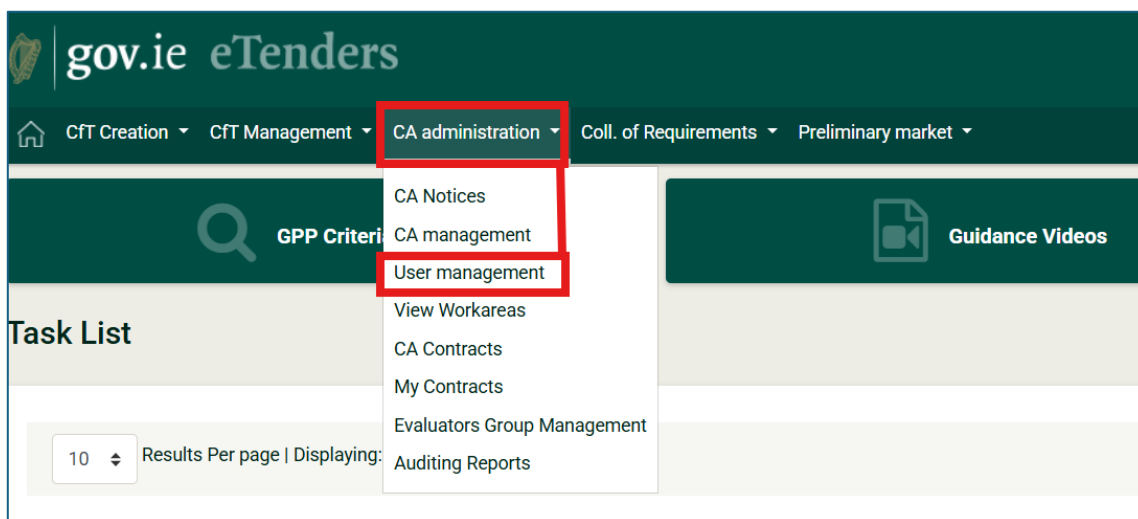 gov.ie eTenders
CfT Creation CfT Management CA administration Coll. of Requirements Preliminary market
CA Notices
CA management
User management
View Workareas
CA Contracts
My Contracts
Evaluators Group Management
Auditing Reports
GPP Criteri
Guidance Videos
Task List
10 Results Per page | Displaying: